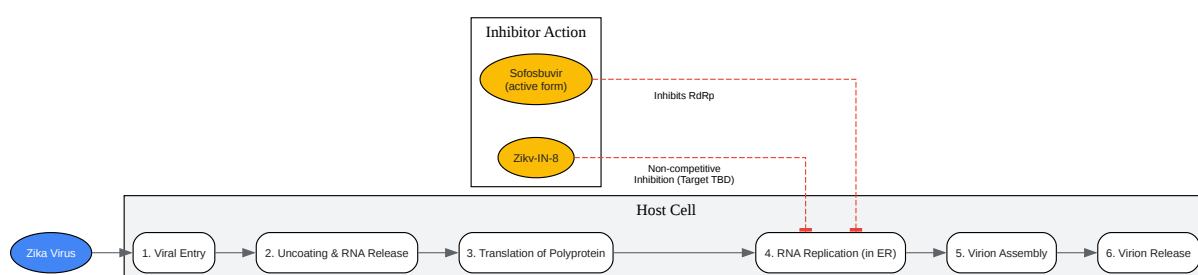 Inhibitor Action
Sofosbuvir
(active form)
Inhibits RdRp
Zikv-IN-8
Non-competitive
Inhibition (Target TBD)
Host Cell
Zika Virus
1. Viral Entry
2. Uncoating & RNA Release
3. Translation of Polyprotein
4. RNA Replication (in ER)
5. Virion Assembly
6. Virion Release